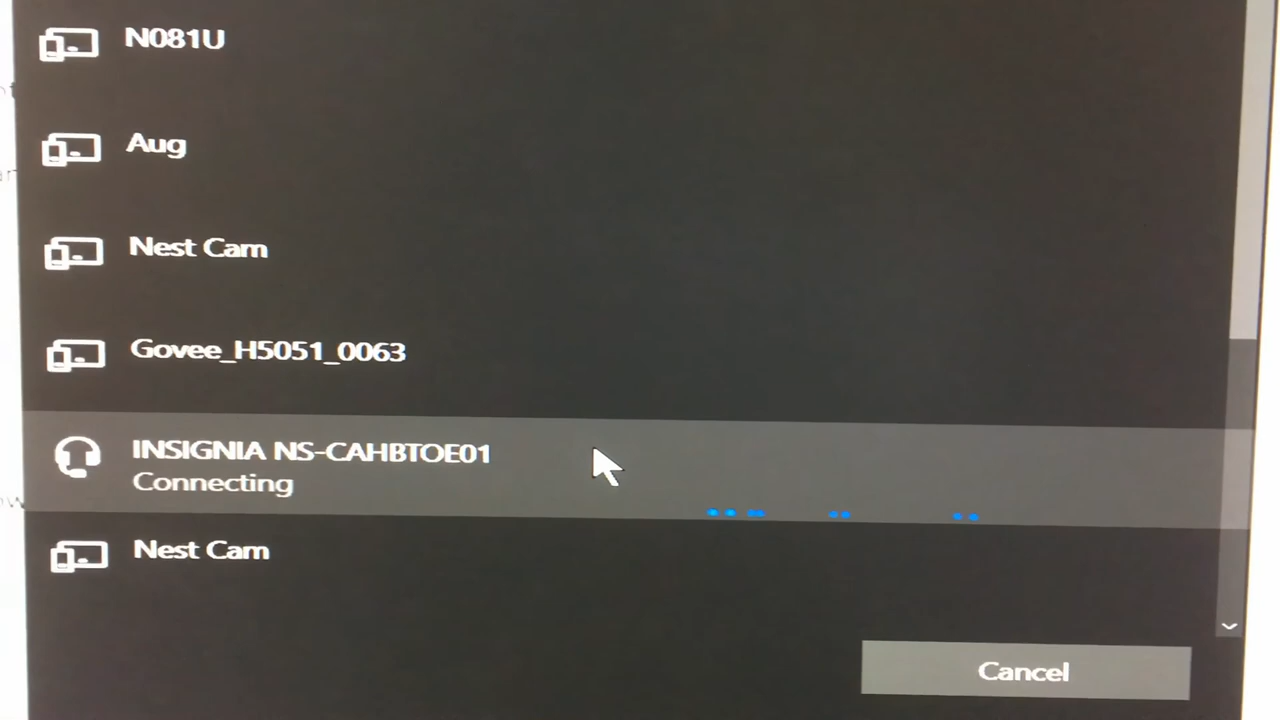 N081U
Aug
Nest Cam
Govee_H5051_0063
INSIGNIA NS-CAHBTOE01
Connecting
Nest Cam
Cancel